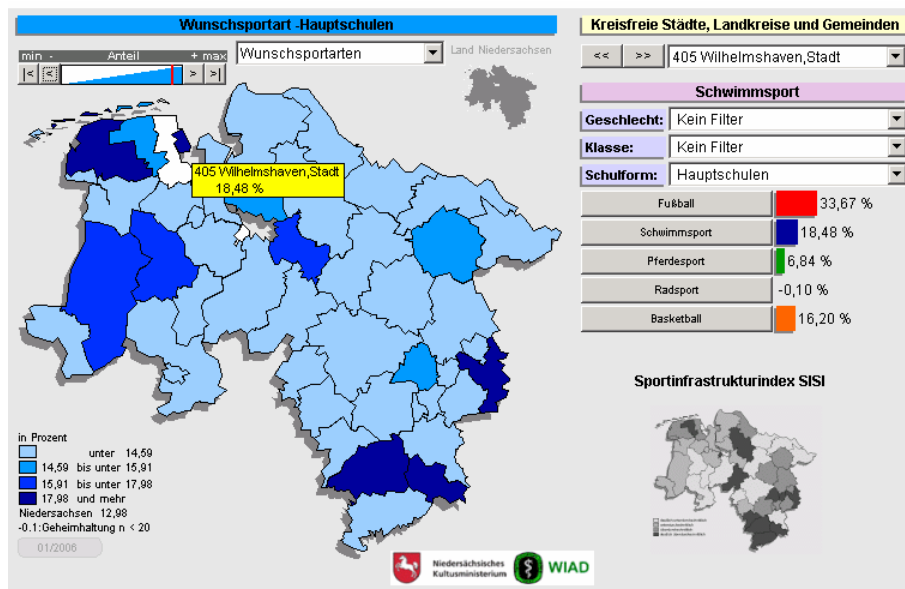 Wunschsportart -Hauptschulen
min - Anteil + max
|< < > >|
Wunschsportarten
Land Niedersachsen
405 Wilhelmshaven,Stadt
18,48 %
in Prozent
unter 14,59
14,59 bis unter 15,91
15,91 bis unter 17,98
17,98 und mehr
Niedersachsen 12,98
-0.1:Geheimhaltung n < 20
01/2006
Kreisfreie Städte, Landkreise und Gemeinden
<< >> 405 Wilhelmshaven,Stadt
Schwimmsport
Geschlecht: Kein Filter
Klasse: Kein Filter
Schulform: Hauptschulen
Fußball 33,67 %
Schwimmsport 18,48 %
Pferdesport 6,84 %
Radsport -0,10 %
Basketball 16,20 %
Sportinfrastrukturindex SISI
Niedersächsisches
Kultusministerium
WIAD